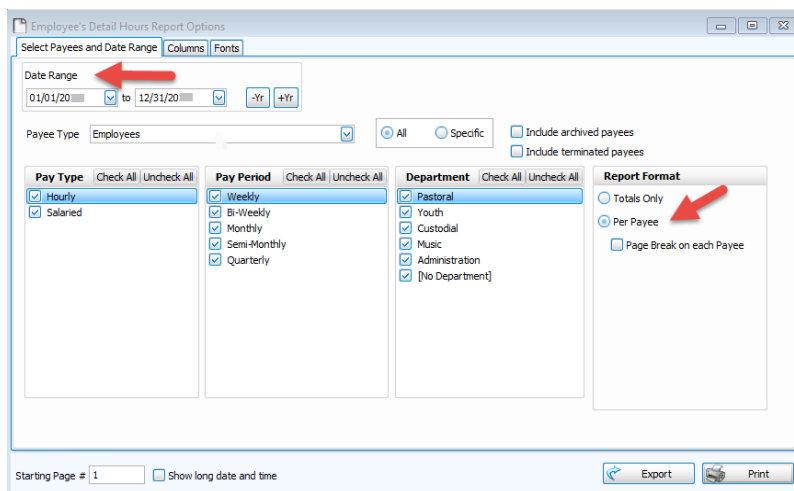 Employee's Detail Hours Report Options
Select Payees and Date Range Columns Fonts
Date Range
01/01/20 to 12/31/20 -Yr +Yr
Payee Type Employees All Specific Include archived payees
Include terminated payees
Pay Type Check All Uncheck All Pay Period Check All Uncheck All Department Check All Uncheck All Report Format
Hourly Weekly Pastoral Totals Only
Salaried Bi-Weekly Youth Per Payee
Monthly Custodial Page Break on each Payee
Semi-Monthly Music
Quarterly Administration
[No Department]
Starting Page # 1 Show long date and time Export Print